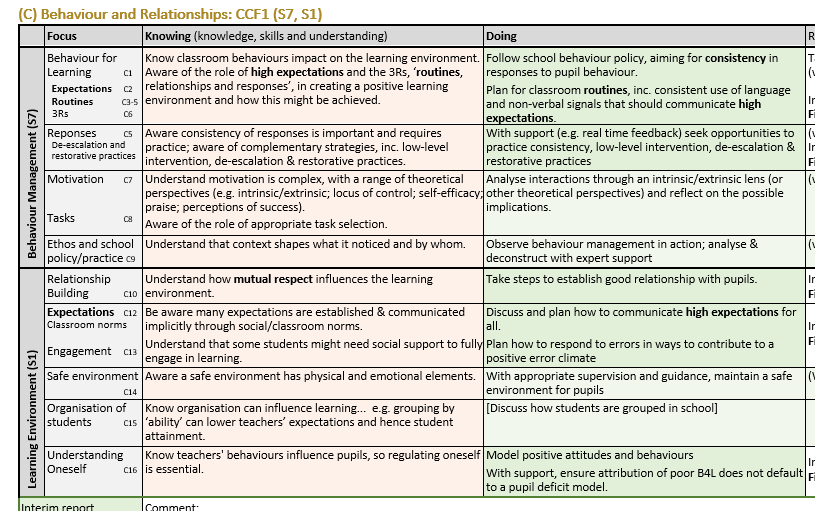 (C) Behaviour and Relationships: CCF1 (S7, S1)
Focus
Knowing (knowledge, skills and understanding)
Doing
R
Behaviour Management (S7)
Behaviour for
Learning C1
Expectations C2
Routines C3-5
3Rs C6
Know classroom behaviours impact on the learning environment.
Aware of the role of high expectations and the 3Rs, ‘routines,
relationships and responses’, in creating a positive learning
environment and how this might be achieved.
Follow school behaviour policy, aiming for consistency in
responses to pupil behaviour.
Plan for classroom routines, inc. consistent use of language
and non-verbal signals that should communicate high
expectations.
Reponses C5
De-escalation and
restorative practices
Aware consistency of responses is important and requires
practice; aware of complementary strategies, inc. low-level
intervention, de-escalation & restorative practices.
With support (e.g. real time feedback) seek opportunities to
practice consistency, low-level intervention, de-escalation &
restorative practices
Motivation C7
Tasks C8
Understand motivation is complex, with a range of theoretical
perspectives (e.g. intrinsic/extrinsic; locus of control; self-efficacy;
praise; perceptions of success).
Aware of the role of appropriate task selection.
Analyse interactions through an intrinsic/extrinsic lens (or
other theoretical perspectives) and reflect on the possible
implications.
Ethos and school
policy/practice C9
Understand that context shapes what it noticed and by whom.
Observe behaviour management in action; analyse &
deconstruct with expert support
Learning Environment (S1)
Relationship
Building C10
Understand how mutual respect influences the learning
environment.
Take steps to establish good relationship with pupils.
Expectations C12
Classroom norms
Engagement C13
Be aware many expectations are established & communicated
implicitly through social/classroom norms.
Understand that some students might need social support to fully
engage in learning.
Discuss and plan how to communicate high expectations for
all.
Plan how to respond to errors in ways to contribute to a
positive error climate
Safe environment
C14
Aware a safe environment has physical and emotional elements.
With appropriate supervision and guidance, maintain a safe
environment for pupils
Organisation of
students C15
Know organisation can influence learning... e.g. grouping by
‘ability’ can lower teachers’ expectations and hence student
attainment.
[Discuss how students are grouped in school]
Understanding
Oneself C16
Know teachers' behaviours influence pupils, so regulating oneself
is essential.
Model positive attitudes and behaviours
With support, ensure attribution of poor B4L does not default
to a pupil deficit model.
Interim report
Comment: